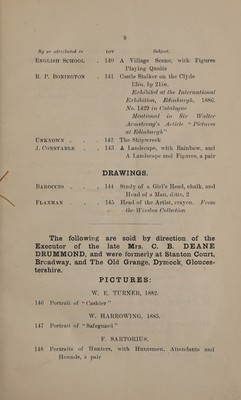 9
By or attributed to LOT Subject.
ENGLISH SCHOOL . 140 A Village Scene, with Figures
Playing Quoits
R. P. BONINGTON . 141 Castle Stalker on the Clyde
13in. by 21in.
Exhibited at the International
Exhibition, Edinburgh, 1886.
No. 1429 in Catalogue
Mentioned in Sir Walter
Armstrong's Article "Pictures
at Edinburgh"
UNKNOWN . . . 142 The Shipwreck
J. CONSTABLE . . 143 A Landscape, with Rainbow, and
A Landscape and Figures, a pair
DRAWINGS.
BAROCCIO . . . 144 Study of a Girl's Head, chalk, and
Head of a Man, ditto, 2
FLAXMAN . . . 145 Head of the Artist, crayon. From
the Wisden Collection
The following are sold by direction of the
Executor of the late Mrs. C. B. DEANE
DRUMMOND, and were formerly at Stanton Court,
Broadway, and The Old Grange, Dymock, Glouces-
tershire.
PICTURES:
W. E. TURNER, 1882.
146 Portrait of "Cashier"
W. HARROWING, 1885.
147 Portrait of "Safeguard"
F. SARTORIUS.
148 Portraits of Hunters, with Huntsmen, Attendants and
Hounds, a pair